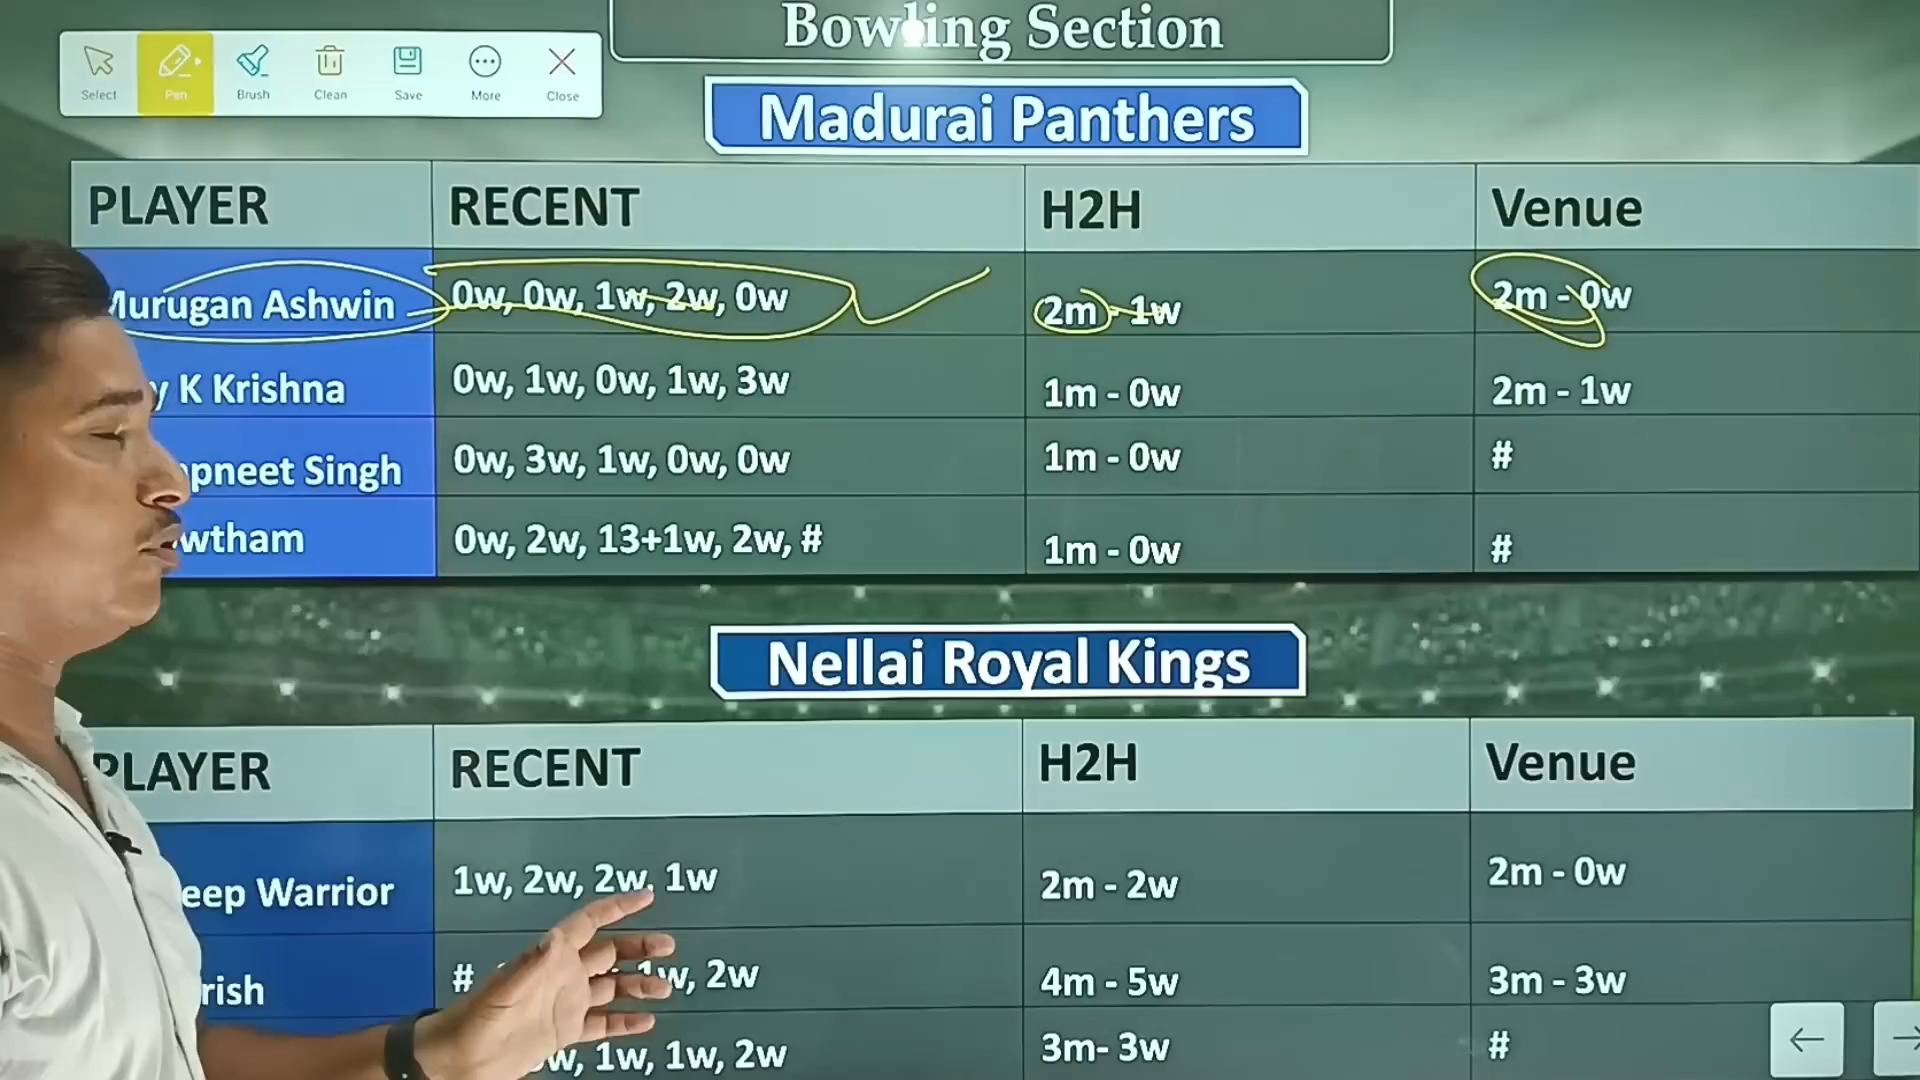 Bowling Section
Select Pen Brush Clean Save More Close
Madurai Panthers
PLAYER RECENT H2H Venue
Murugan Ashwin 0w, 0w, 1w, 2w, 0w 2m - 1w 2m - 0w
y K Krishna 0w, 1w, 0w, 1w, 3w 1m - 0w 2m - 1w
pneet Singh 0w, 3w, 1w, 0w, 0w 1m - 0w #
wtham 0w, 2w, 13+1w, 2w, # 1m - 0w #
Nellai Royal Kings
PLAYER RECENT H2H Venue
eep Warrior 1w, 2w, 2w, 1w 2m - 2w 2m - 0w
rish # 1w, 2w 4m - 5w 3m - 3w
w, 1w, 1w, 2w 3m- 3w #